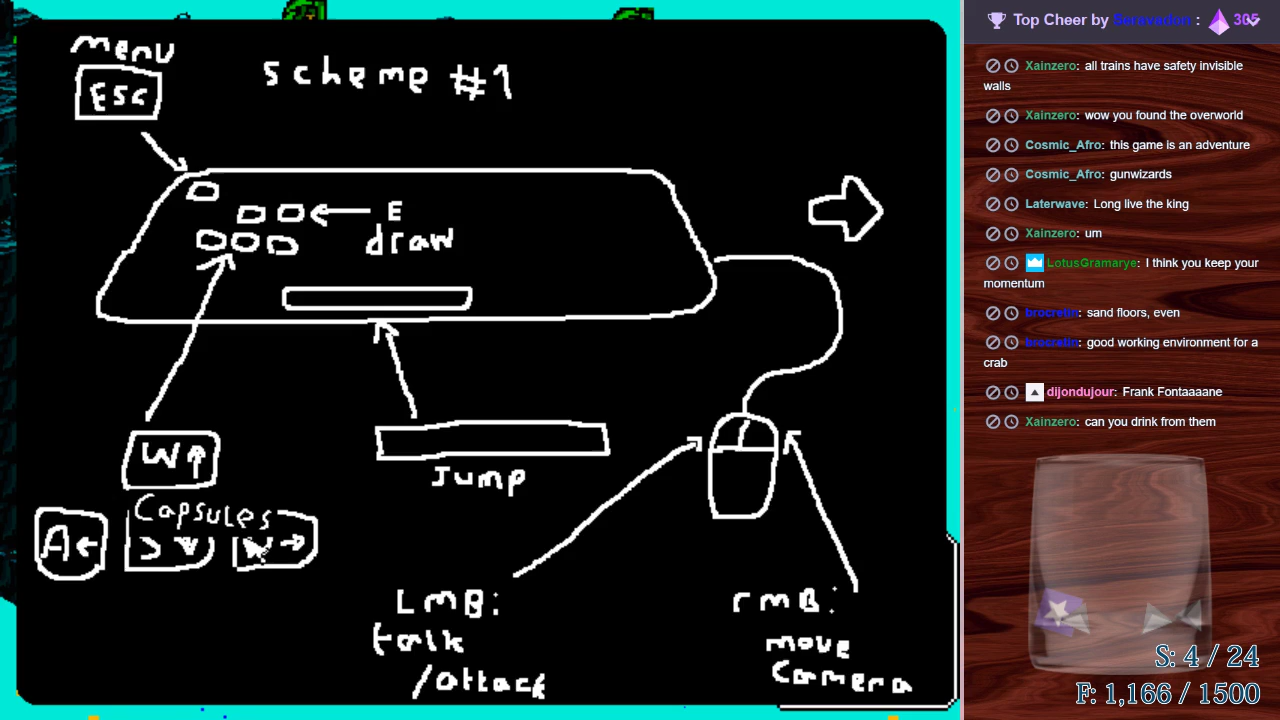 menu
Esc
scheme #1
E
draw
W↑
Capsules
A←
Jump
LMB:
talk
/attack
rmB:
move
Camera
Top Cheer by Seravadon : 305
Xainzero: all trains have safety invisible
walls
Xainzero: wow you found the overworld
Cosmic_Afro: this game is an adventure
Cosmic_Afro: gunwizards
Laterwave: Long live the king
Xainzero: um
LotusGramarye: I think you keep your
momentum
brocrelin: sand floors, even
brocrelin: good working environment for a
crab
dijondujour: Frank Fontaaaane
Xainzero: can you drink from them
S: 4 / 24
F: 1,166 / 1500